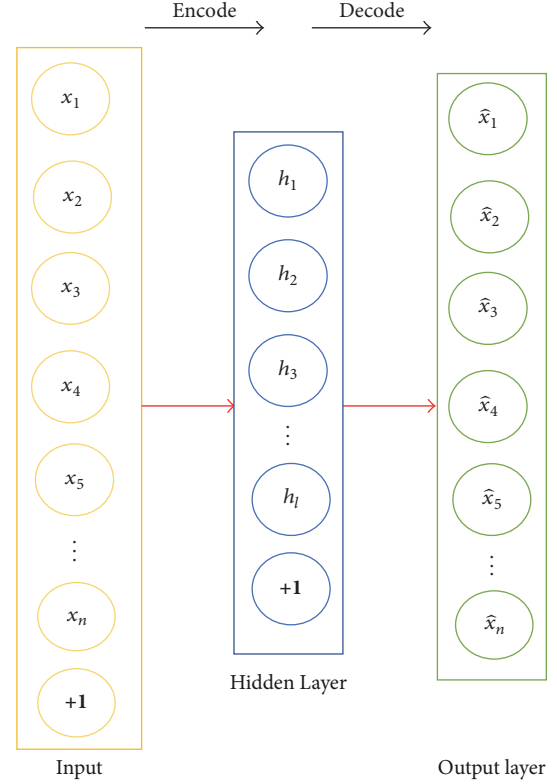 Encode
Decode
x₁
x₂
x₃
x₄
x₅
⋮
xₙ
+1
Input
h₁
h₂
h₃
⋮
hₗ
+1
Hidden Layer
x̂₁
x̂₂
x̂₃
x̂₄
x̂₅
⋮
x̂ₙ
Output layer